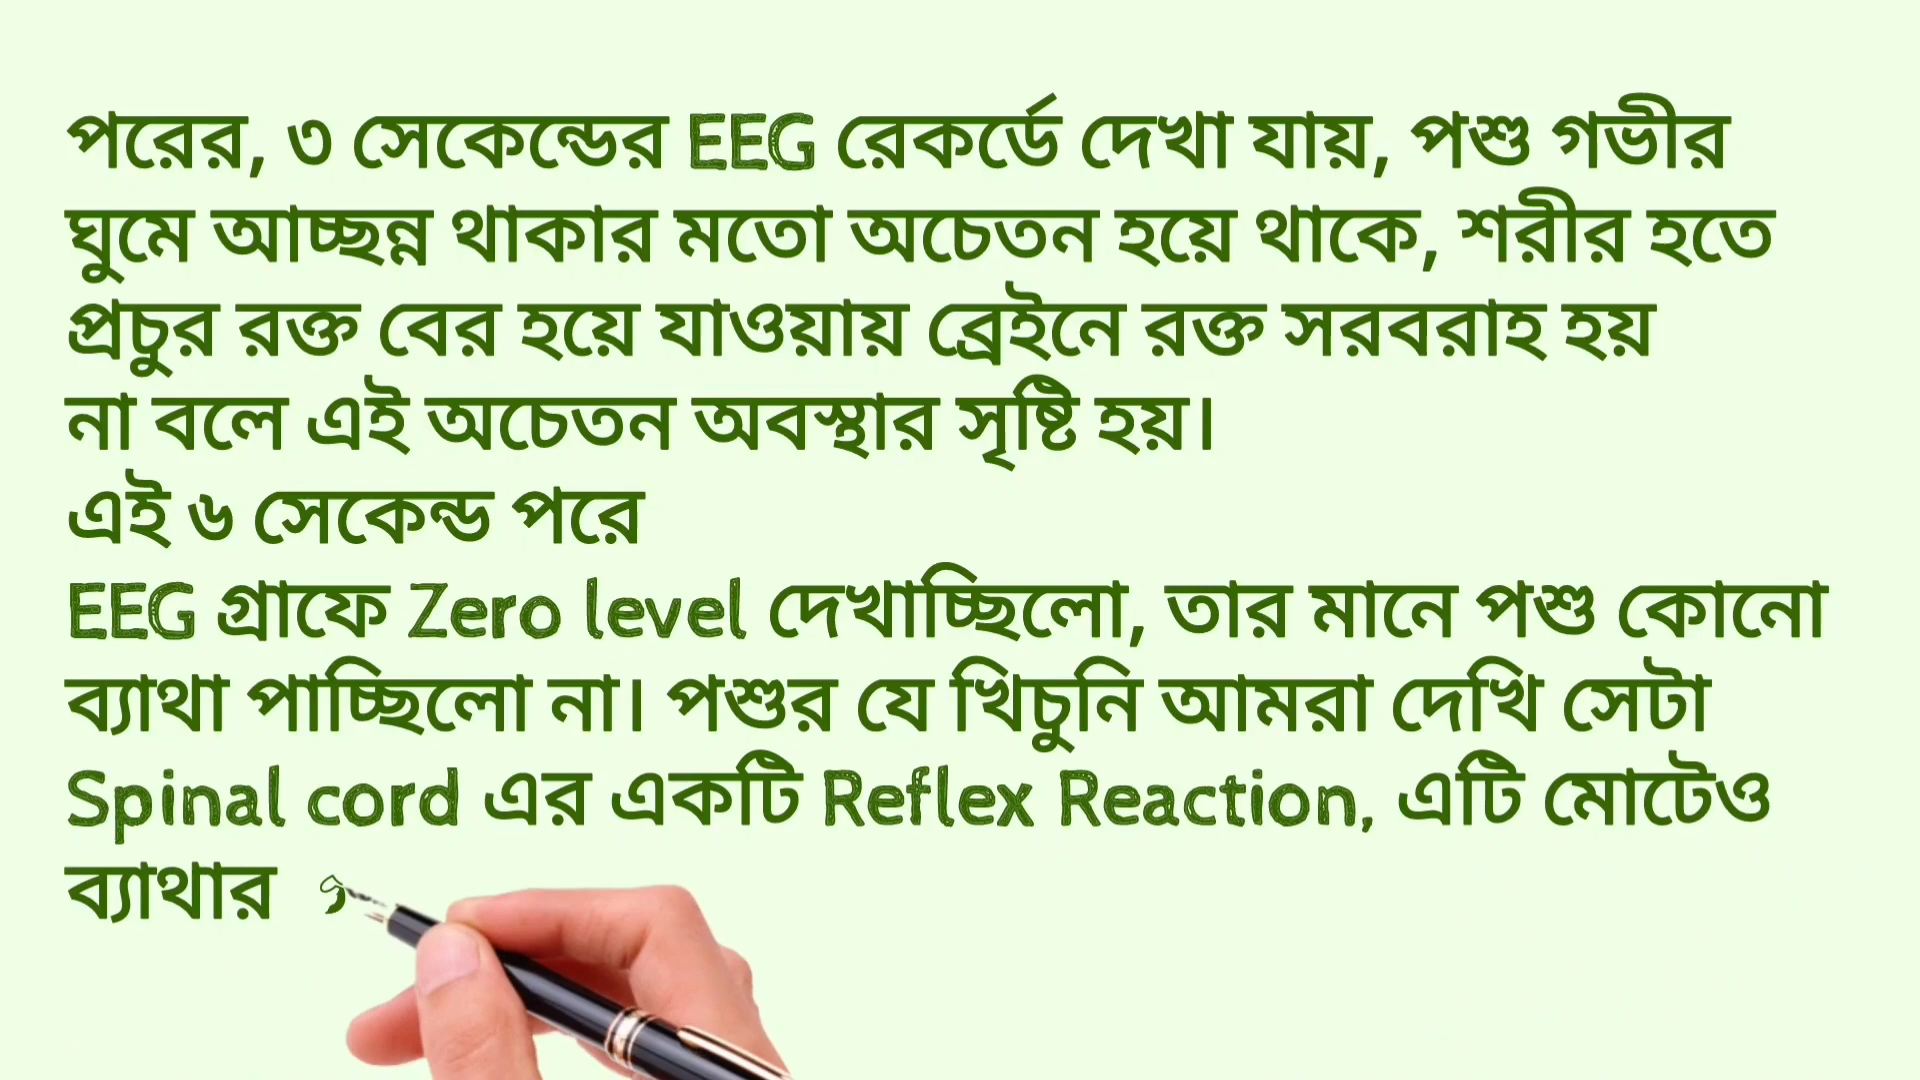 পরের, ৩ সেকেন্ডের EEG রেকর্ডে দেখা যায়, পশু গভীর
ঘুমে আচ্ছন্ন থাকার মতো অচেতন হয়ে থাকে, শরীর হতে
প্রচুর রক্ত বের হয়ে যাওয়ায় ব্রেইনে রক্ত সরবরাহ হয়
না বলে এই অচেতন অবস্থার সৃষ্টি হয়।
এই ৬ সেকেন্ড পরে
EEG গ্রাফে Zero level দেখাচ্ছিলো, তার মানে পশু কোনো
ব্যাথা পাচ্ছিলো না। পশুর যে খিচুনি আমরা দেখি সেটা
Spinal cord এর একটি Reflex Reaction, এটি মোটেও
ব্যাথার